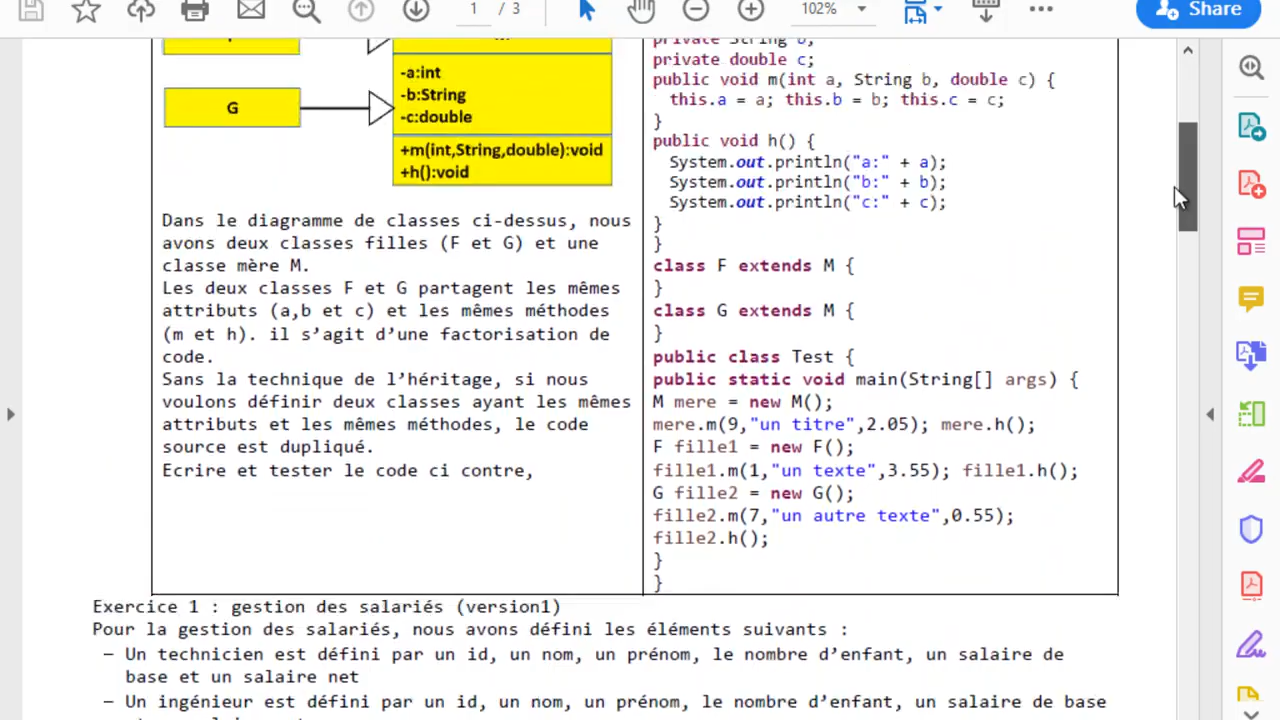 1 / 3
102%
Share
G
-a:int
-b:String
-c:double
+m(int,String,double):void
+h():void
Dans le diagramme de classes ci-dessus, nous
avons deux classes filles (F et G) et une
classe mère M.
Les deux classes F et G partagent les mêmes
attributs (a,b et c) et les mêmes méthodes
(m et h). il s’agit d’une factorisation de
code.
Sans la technique de l’héritage, si nous
voulons définir deux classes ayant les mêmes
attributs et les mêmes méthodes, le code
source est dupliqué.
Ecrire et tester le code ci contre,
private String b;
private double c;
public void m(int a, String b, double c) {
this.a = a; this.b = b; this.c = c;
}
public void h() {
System.out.println("a:" + a);
System.out.println("b:" + b);
System.out.println("c:" + c);
}
}
class F extends M {
}
class G extends M {
}
public class Test {
public static void main(String[] args) {
M mere = new M();
mere.m(9,"un titre",2.05); mere.h();
F fille1 = new F();
fille1.m(1,"un texte",3.55); fille1.h();
G fille2 = new G();
fille2.m(7,"un autre texte",0.55);
fille2.h();
}
}
Exercice 1 : gestion des salariés (version1)
Pour la gestion des salariés, nous avons défini les éléments suivants :
– Un technicien est défini par un id, un nom, un prénom, le nombre d’enfant, un salaire de
base et un salaire net
– Un ingénieur est défini par un id, un nom, un prénom, le nombre d’enfant, un salaire de base